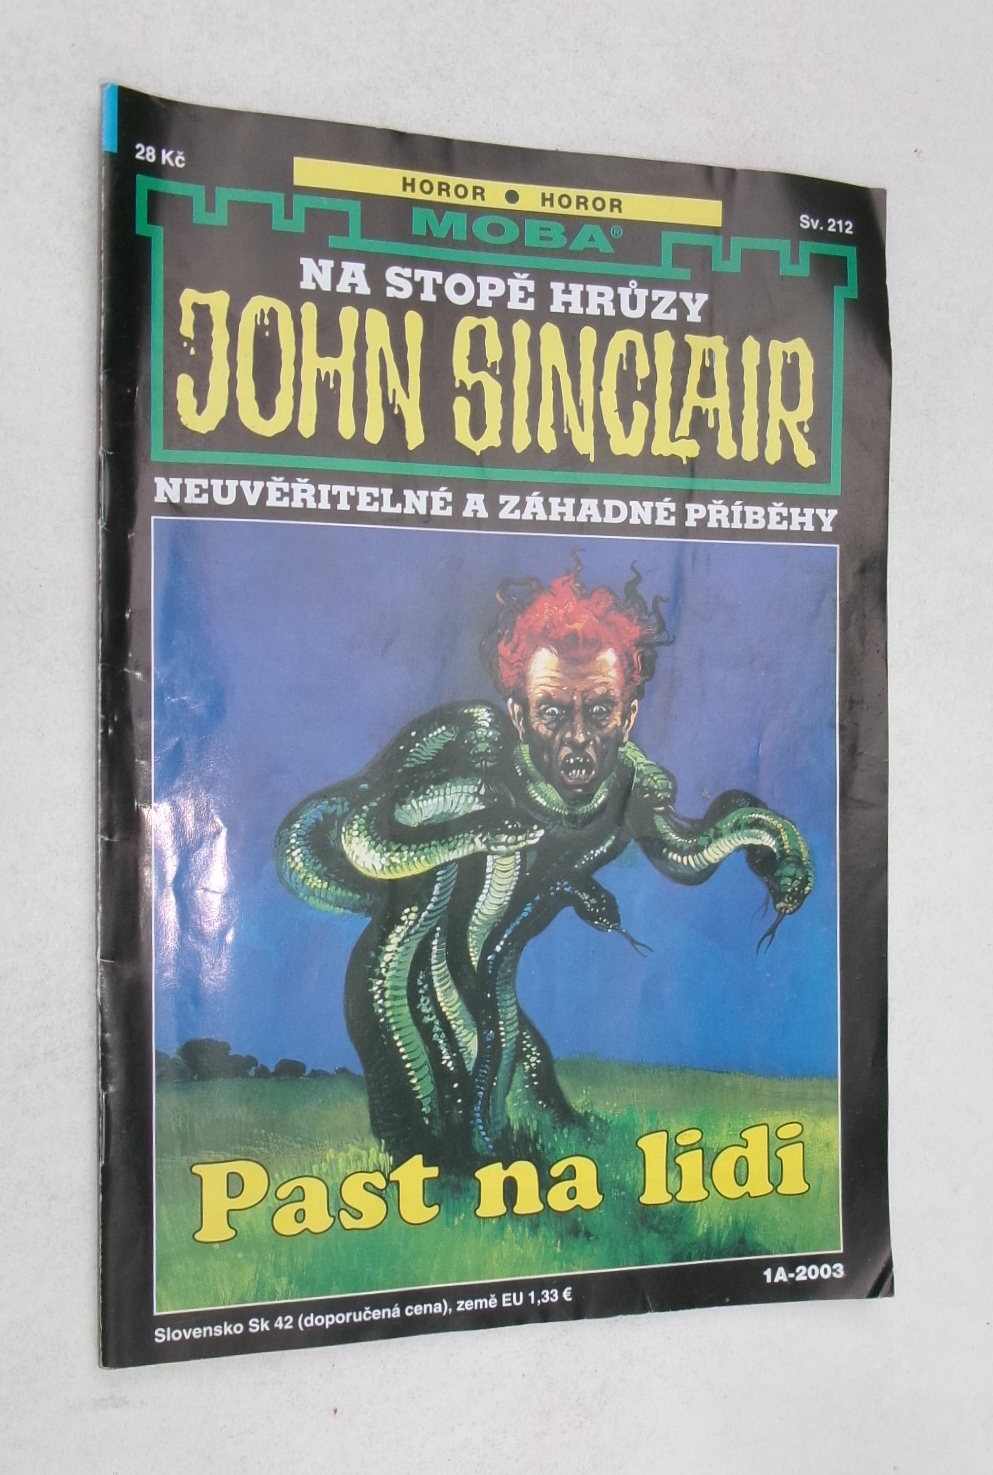 28 Kč
HOROR ● HOROR
MOBA®
Sv. 212
NA STOPĚ HRŮZY
JOHN SINCLAIR
NEUVĚŘITELNÉ A ZÁHADNÉ PŘÍBĚHY
Past na lidi
1A-2003
Slovensko Sk 42 (doporučená cena), země EU 1,33 €